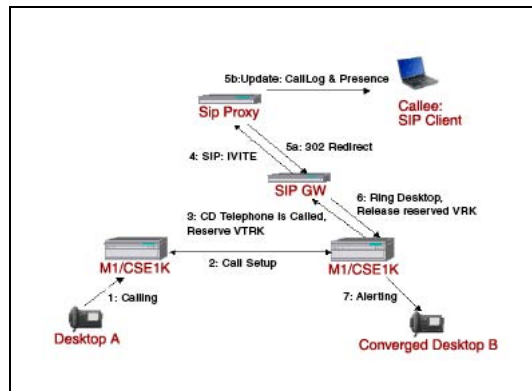 5b:Update: CallLog & Presence
Sip Proxy
Callee:
SIP Client
5a: 302 Redirect
4: SIP: IVITE
SIP GW
6: Ring Desktop,
Release reserved VRK
3: CD Telephone is Called,
Reserve VTRK
M1/CSE1K
2: Call Setup
M1/CSE1K
1: Calling
7: Alerting
Desktop A
Converged Desktop B